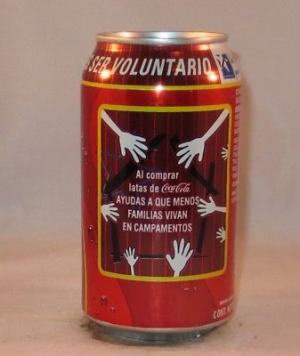 SER VOLUNTARIO
Al comprar
latas de Coca-Cola
AYUDAS A QUE MENOS
FAMILIAS VIVAN
EN CAMPAMENTOS